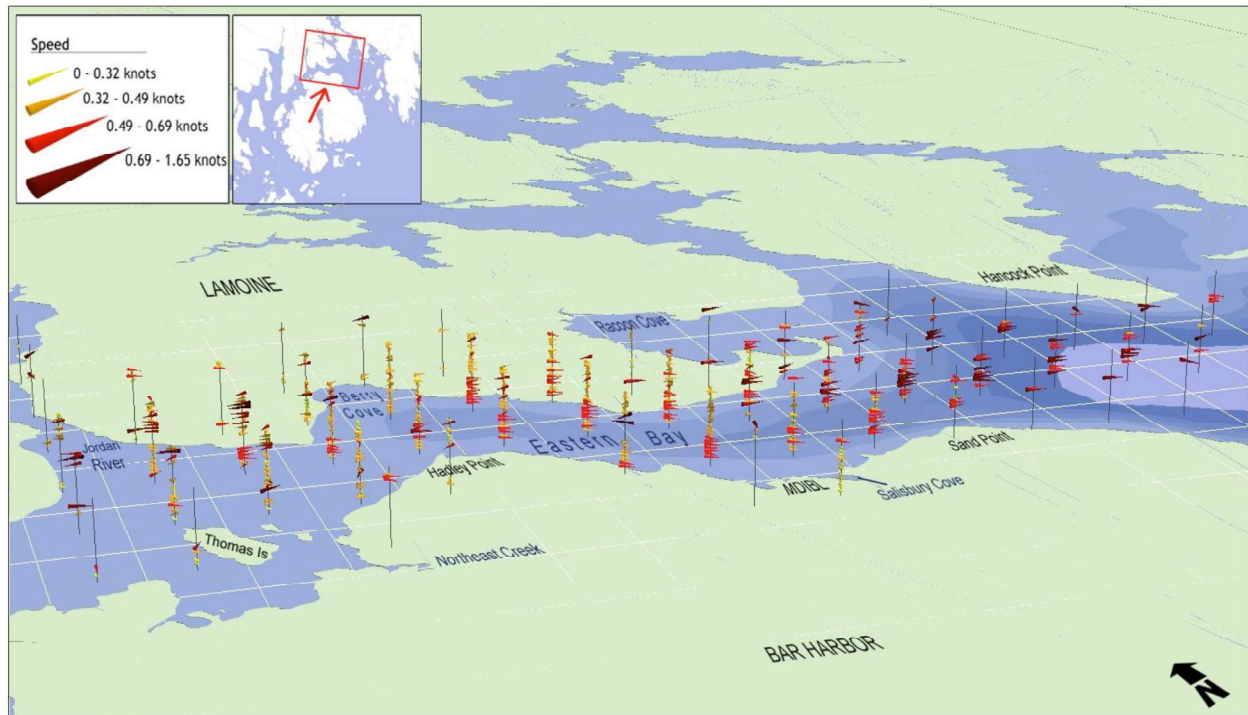 Speed
0 - 0.32 knots
0.32 - 0.49 knots
0.49 - 0.69 knots
0.69 - 1.65 knots
LAMOINE
Hancock Point
Racoon Cove
Berry
Cove
Jordan
River
Eastern Bay
Hadley Point
Sand Point
MDIBL
Salisbury Cove
Thomas Is
Northeast Creek
BAR HARBOR
N